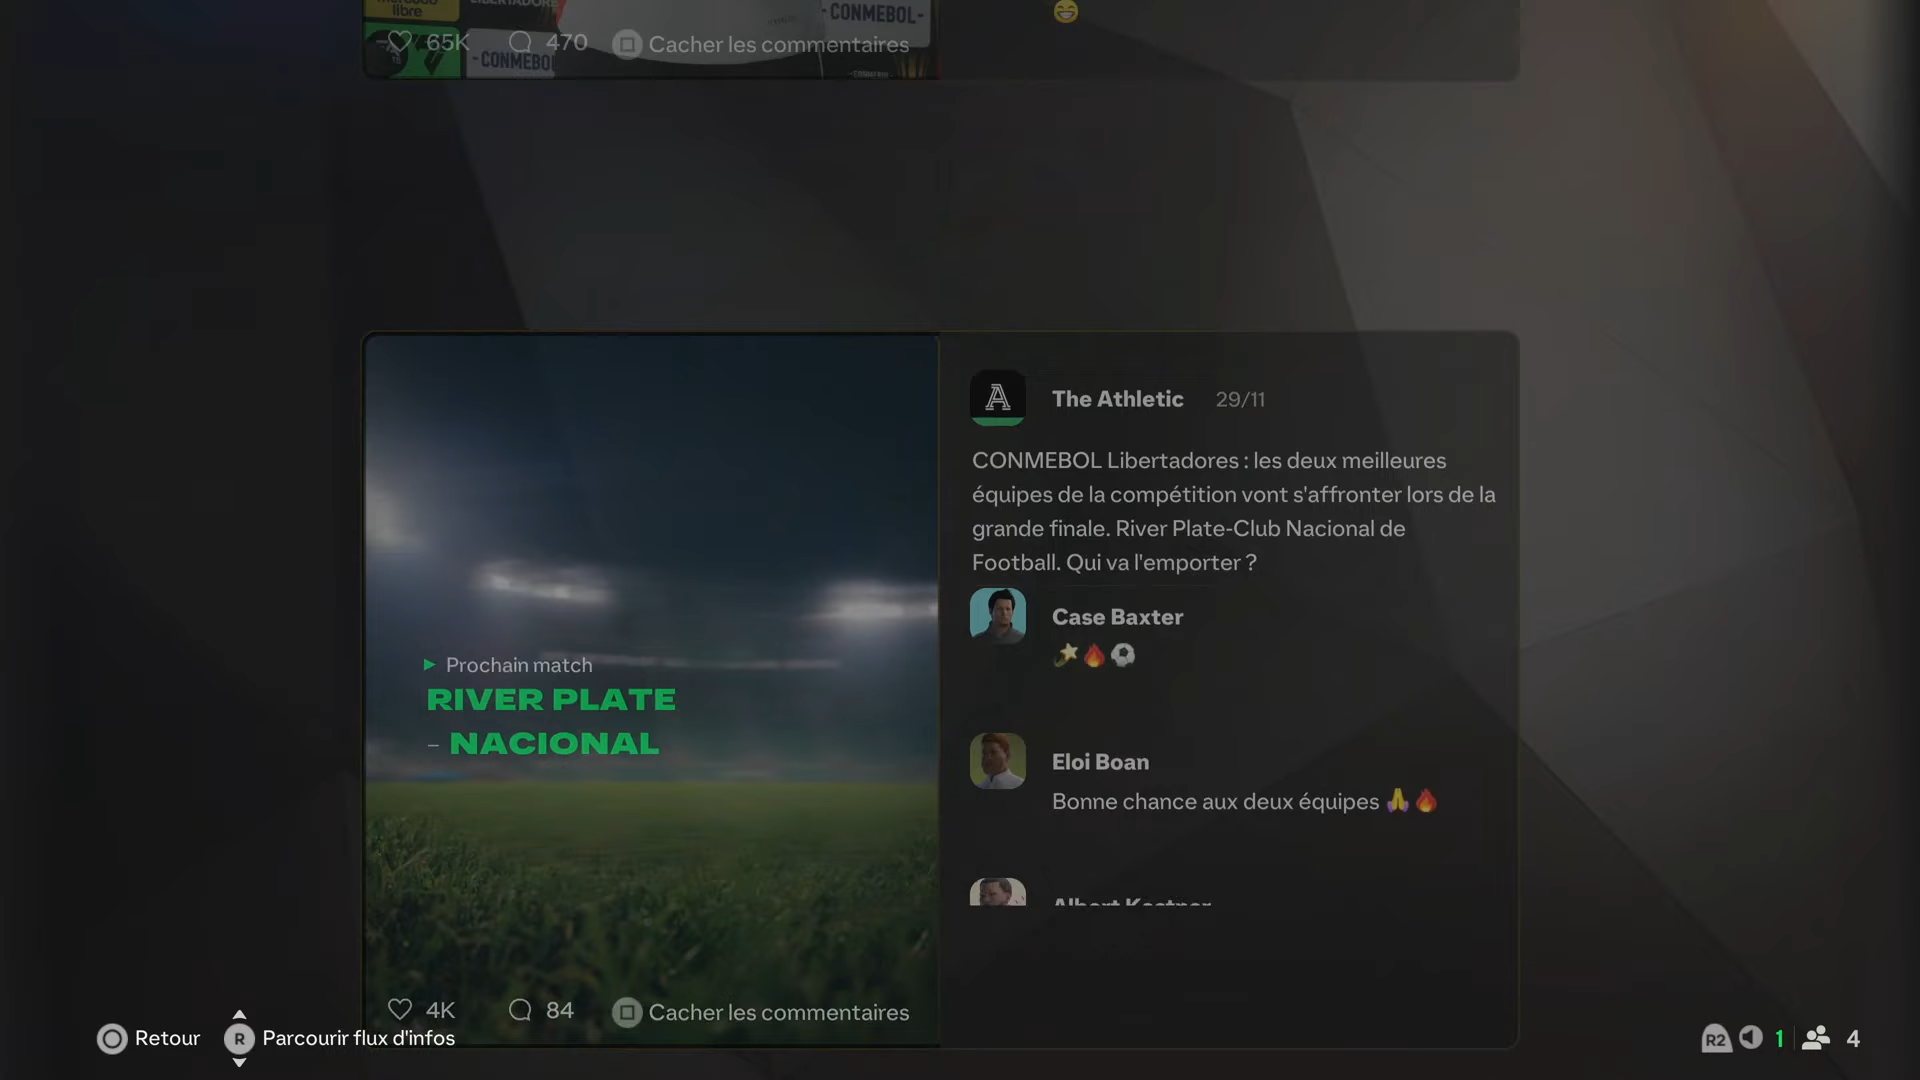 mercado
libre
LIBERTADORES
-CONMEBOL-
-CONMEBOL
65K
470
Cacher les commentaires
The Athletic 29/11
CONMEBOL Libertadores : les deux meilleures
équipes de la compétition vont s'affronter lors de la
grande finale. River Plate-Club Nacional de
Football. Qui va l'emporter ?
Case Baxter
Eloi Boan
Bonne chance aux deux équipes 🙏🔥
Prochain match
RIVER PLATE
– NACIONAL
4K
84
Cacher les commentaires
Retour
R
Parcourir flux d'infos
R2
1
4